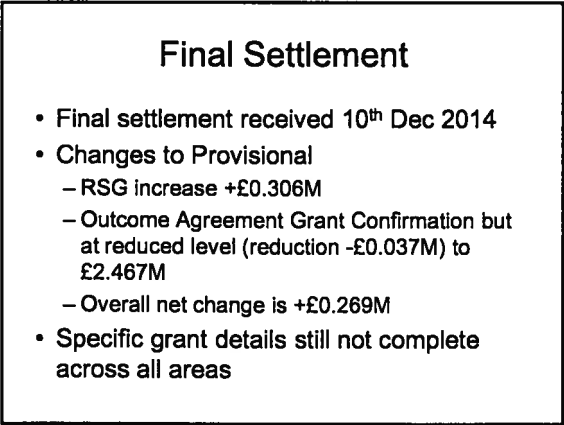 Final Settlement
• Final settlement received 10th Dec 2014
• Changes to Provisional
– RSG increase +£0.306M
– Outcome Agreement Grant Confirmation but
at reduced level (reduction -£0.037M) to
£2.467M
– Overall net change is +£0.269M
• Specific grant details still not complete
across all areas